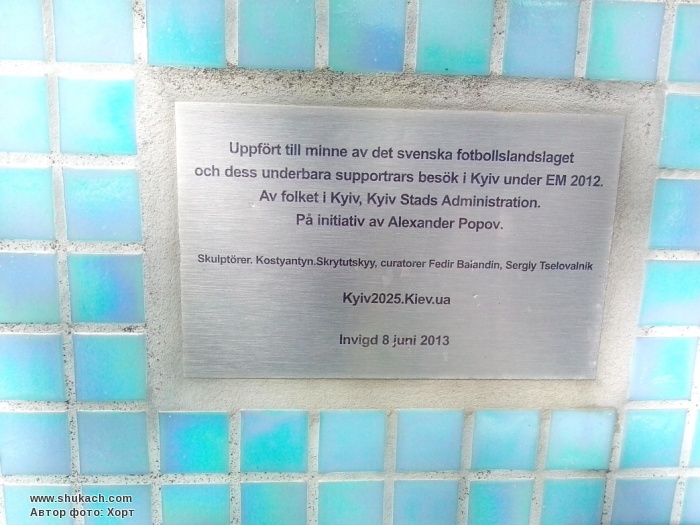 Uppfört till minne av det svenska fotbollslandslaget
och dess underbara supportrars besök i Kyiv under EM 2012.
Av folket i Kyiv, Kyiv Stads Administration.
På initiativ av Alexander Popov.
Skulptörer. Kostyantyn.Skrytutskyy, curatorer Fedir Balandin, Sergiy Tselovalnik
Kyiv2025.Kiev.ua
Invigd 8 juni 2013
www.shukach.com
Автор фото: Хорт